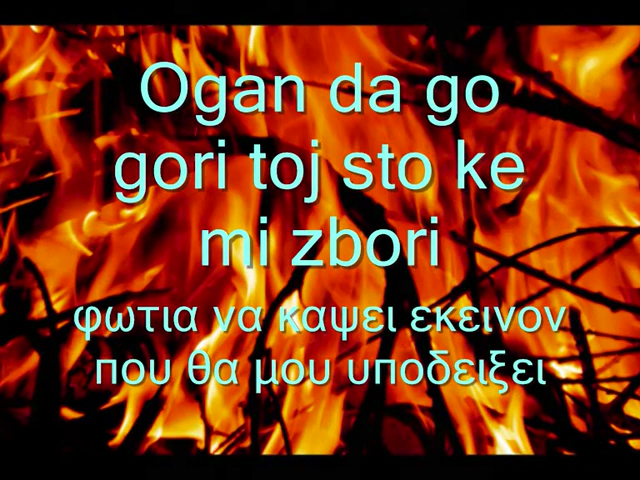 Ogan da go
gori toj sto ke
mi zbori
φωτια να καψει εκεινον
που θα μου υποδειξει